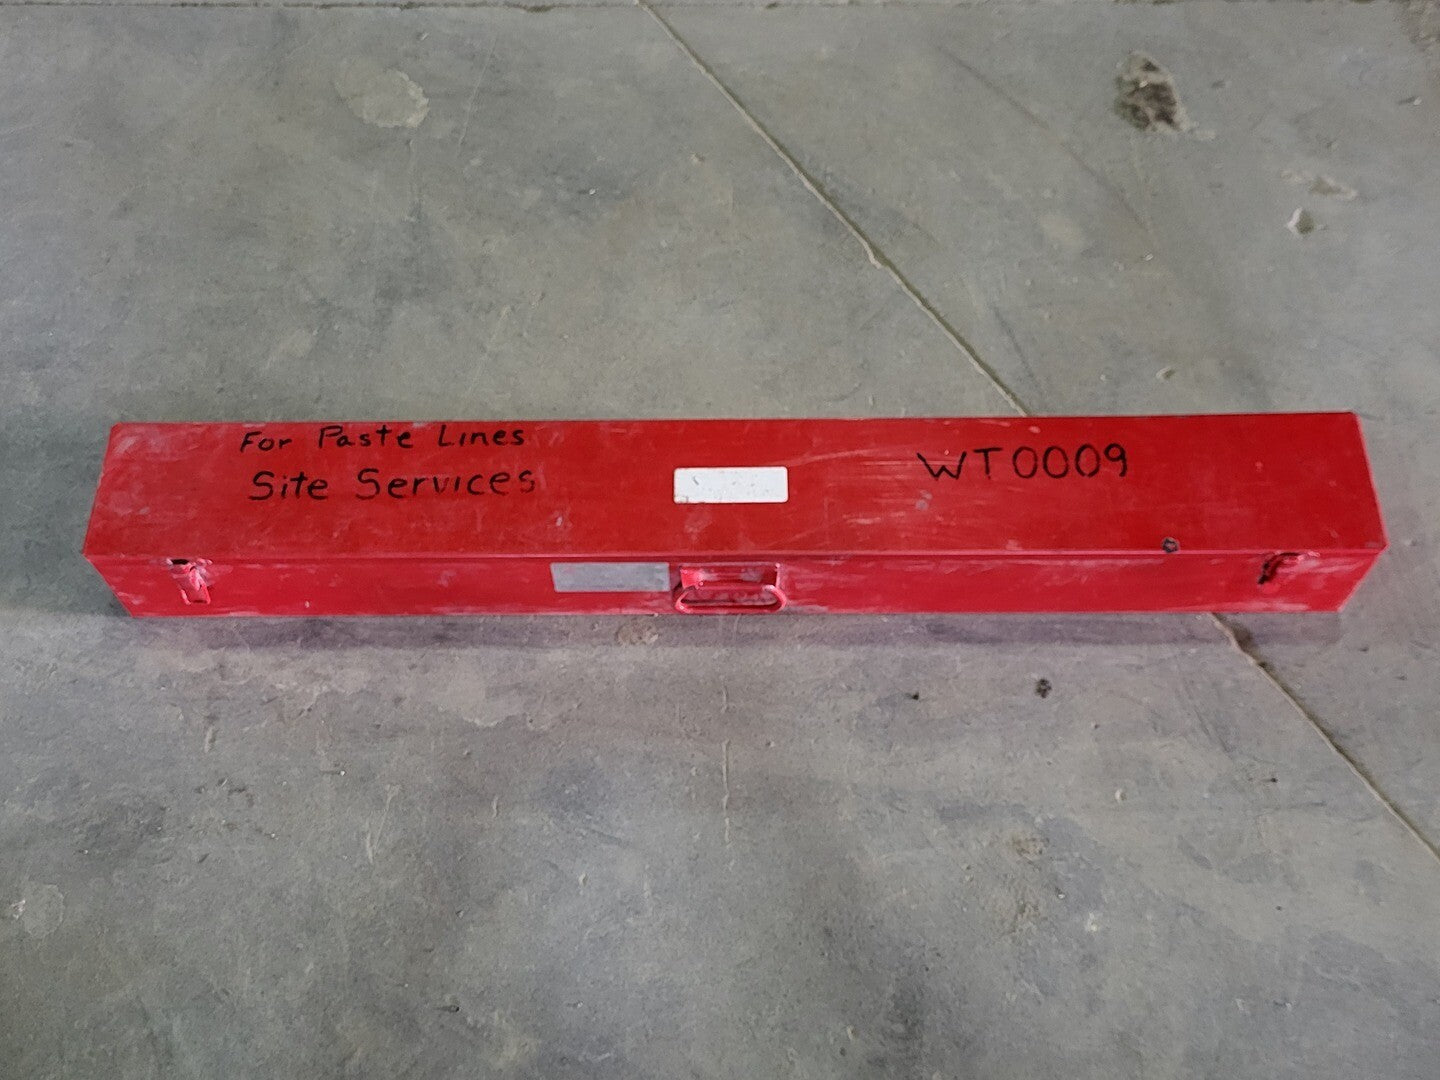 For Paste Lines
Site Services
WT0009